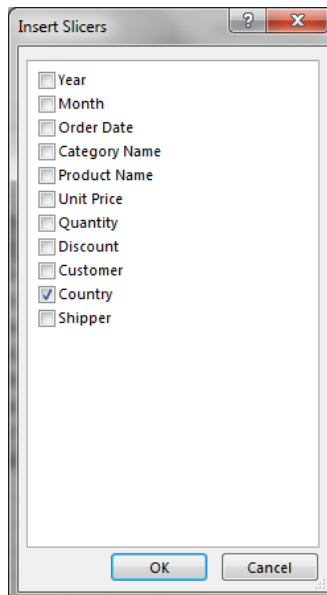 Insert Slicers ? X
Year
Month
Order Date
Category Name
Product Name
Unit Price
Quantity
Discount
Customer
Country
Shipper
OK Cancel